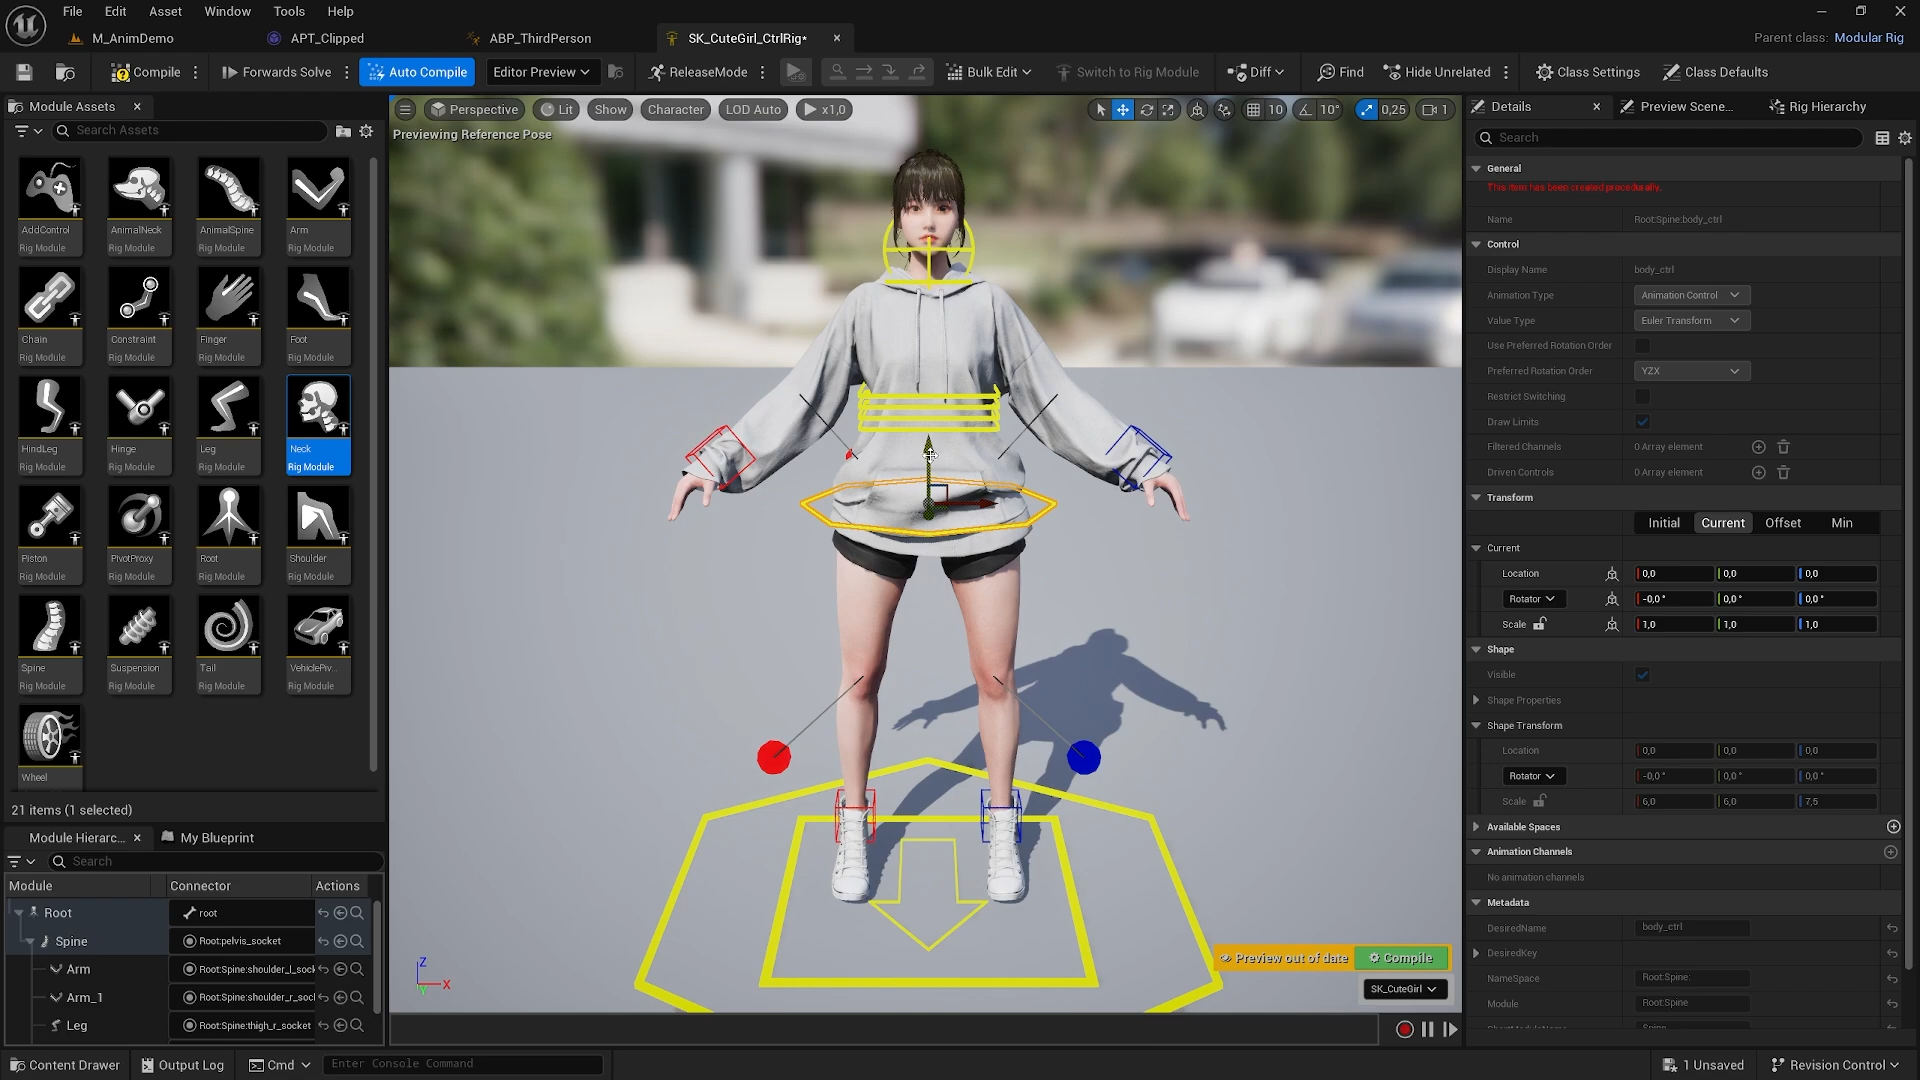 File Edit Asset Window Tools Help
M_AnimDemo APT_Clipped ABP_ThirdPerson SK_CuteGirl_CtrlRig*
Parent class: Modular Rig
Compile Forwards Solve Auto Compile Editor Preview ReleaseMode Bulk Edit Switch to Rig Module Diff Find Hide Unrelated Class Settings Class Defaults
Module Assets
Search Assets
AddControl AnimalNeck AnimalSpine Arm
Rig Module Rig Module Rig Module Rig Module
Chain Constraint Finger Foot
Rig Module Rig Module Rig Module Rig Module
HindLeg Hinge Leg Neck
Rig Module Rig Module Rig Module Rig Module
Piston PivotProxy Root Shoulder
Rig Module Rig Module Rig Module Rig Module
Spine Suspension Tail VehiclePiv..
Rig Module Rig Module Rig Module Rig Module
Wheel
21 items (1 selected)
Module Hierarc... My Blueprint
Search
Module Connector Actions
Root root
Spine Root:pelvis_socket
Arm Root:Spine:shoulder_l_sock
Arm_1 Root:Spine:shoulder_r_soc
Leg Root:Spine:thigh_r_socket
Perspective Lit Show Character LOD Auto x1,0
10 10° 0,25 1
Previewing Reference Pose
Z
X
Y
Preview out of date Compile
SK_CuteGirl
Details Preview Scene... Rig Hierarchy
Search
General
This item has been created procedurally.
Name Root:Spine:body_ctrl
Control
Display Name body_ctrl
Animation Type Animation Control
Value Type Euler Transform
Use Preferred Rotation Order
Preferred Rotation Order YZX
Restrict Switching
Draw Limits
Filtered Channels 0 Array element
Driven Controls 0 Array element
Transform
Initial Current Offset Min
Current
Location 0,0 0,0 0,0
Rotator -0,0° 0,0° 0,0°
Scale 1,0 1,0 1,0
Shape
Visible
Shape Properties
Shape Transform
Location 0,0 0,0 0,0
Rotator -0,0° 0,0° 0,0°
Scale 6,0 6,0 7,5
Available Spaces
Animation Channels
No animation channels
Metadata
DesiredName body_ctrl
DesiredKey
NameSpace Root:Spine:
Module Root:Spine
Content Drawer Output Log Cmd Enter Console Command
1 Unsaved Revision Control